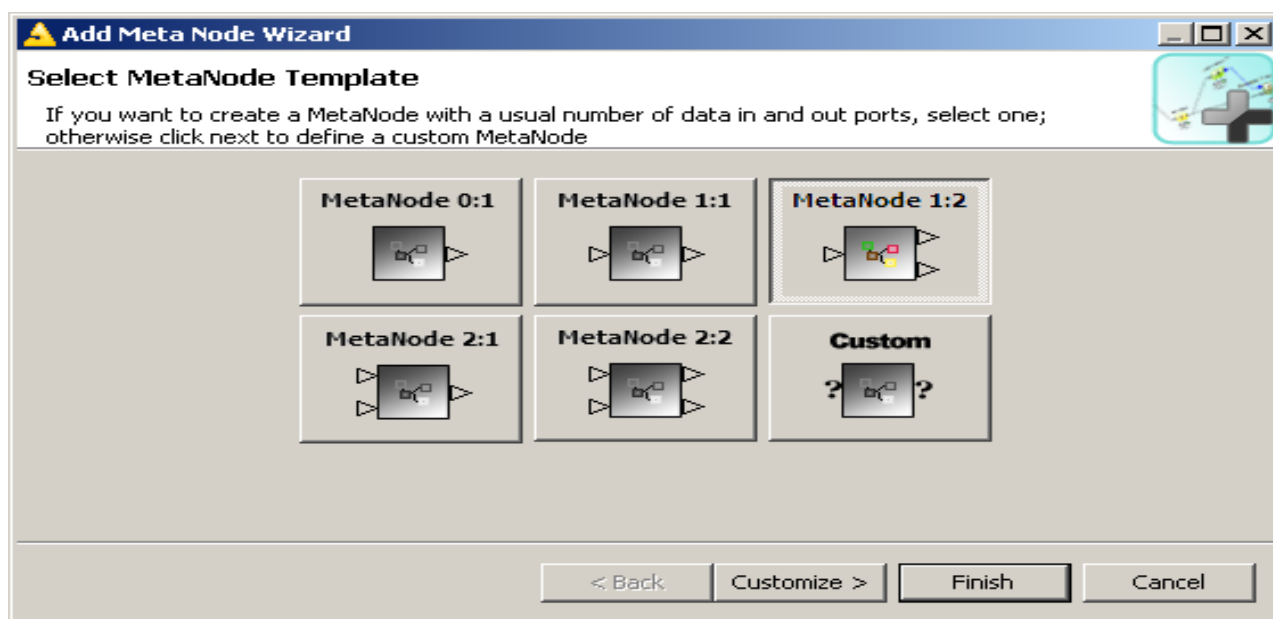 Add Meta Node Wizard
Select MetaNode Template
If you want to create a MetaNode with a usual number of data in and out ports, select one;
otherwise click next to define a custom MetaNode
MetaNode 0:1
MetaNode 1:1
MetaNode 1:2
MetaNode 2:1
MetaNode 2:2
Custom
? ?
< Back
Customize >
Finish
Cancel